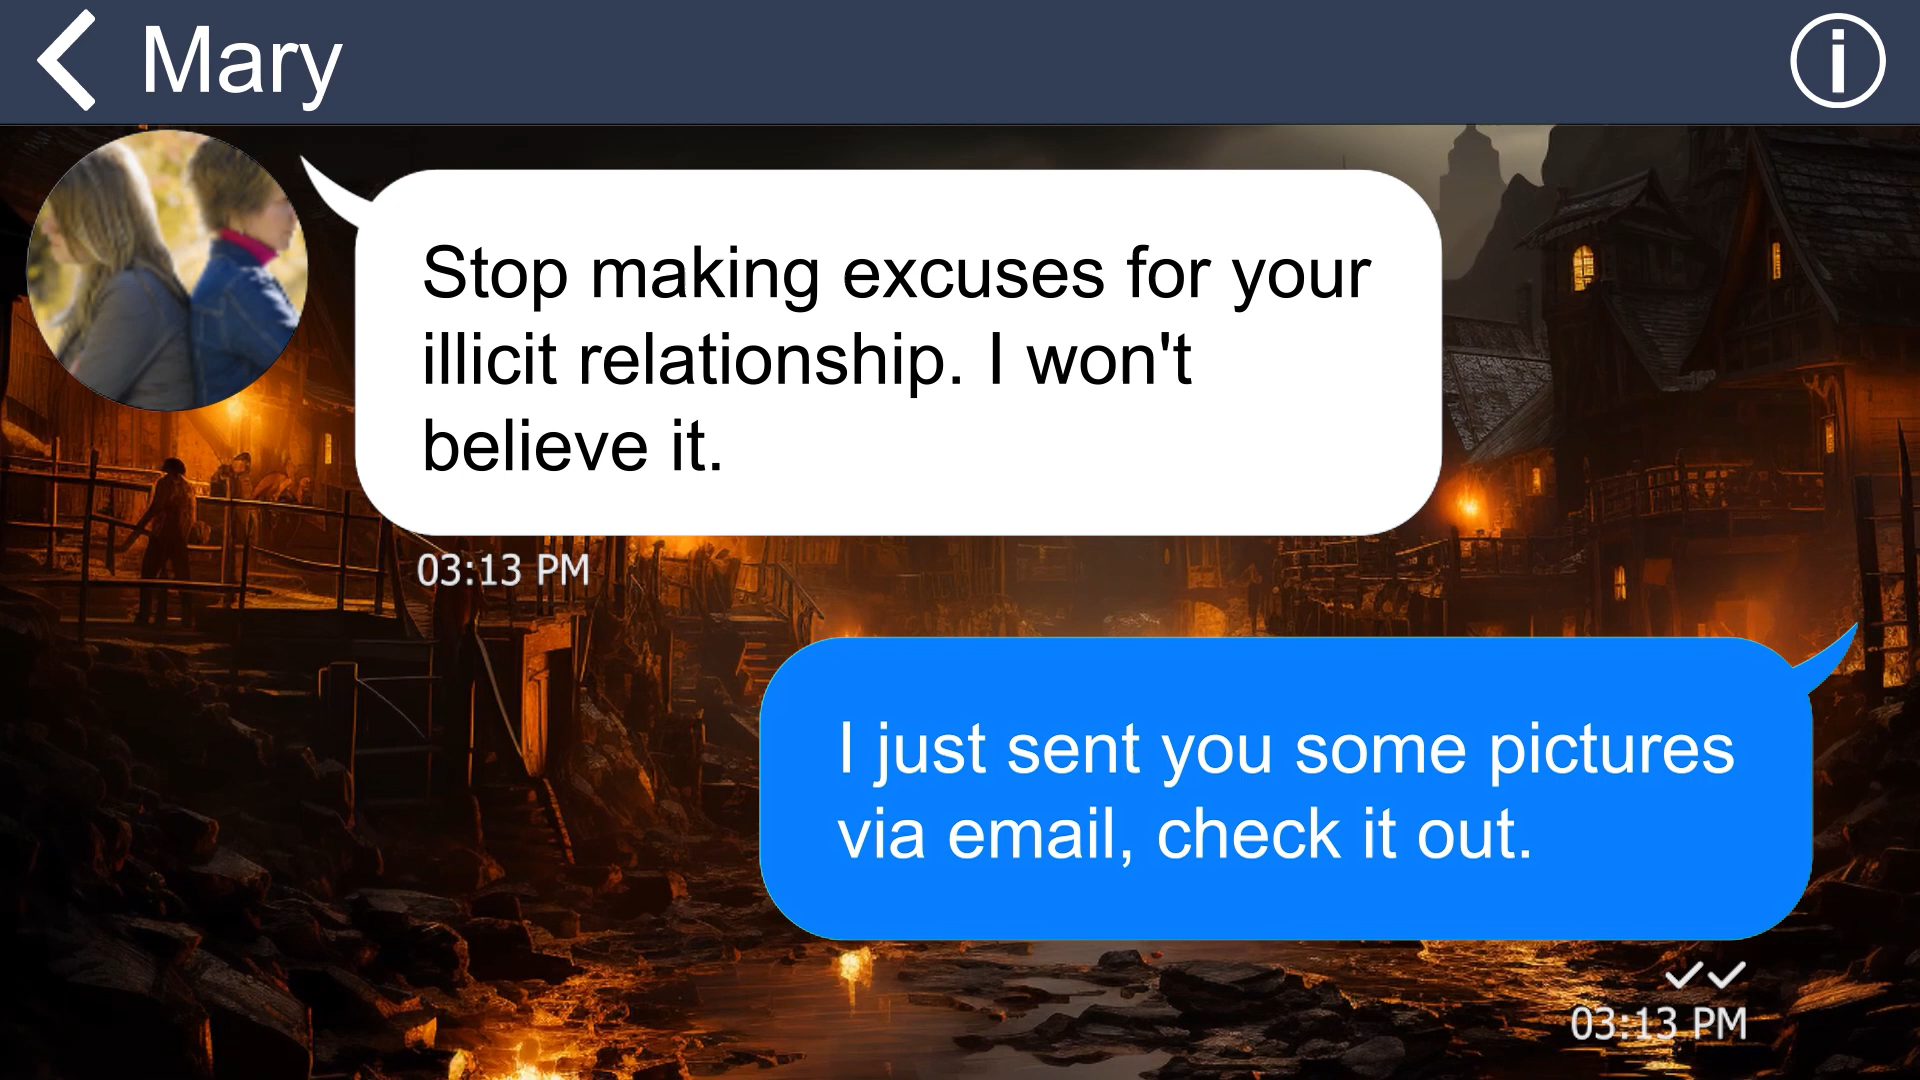 Mary
Stop making excuses for your
illicit relationship. I won't
believe it.
03:13 PM
I just sent you some pictures
via email, check it out.
03:13 PM